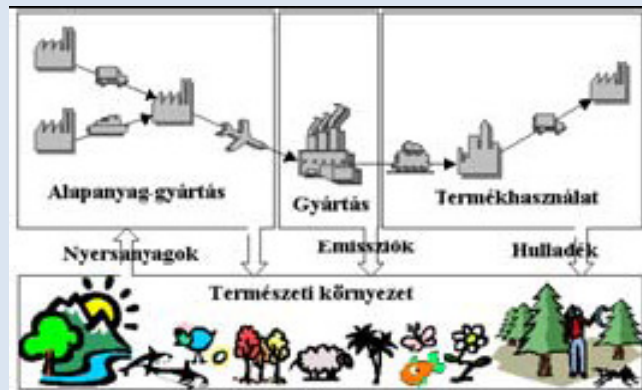 Alapanyag-gyártás
Gyártás
Termékhasználat
Nyersanyagok
Emissziók
Hulladék
Természeti környezet